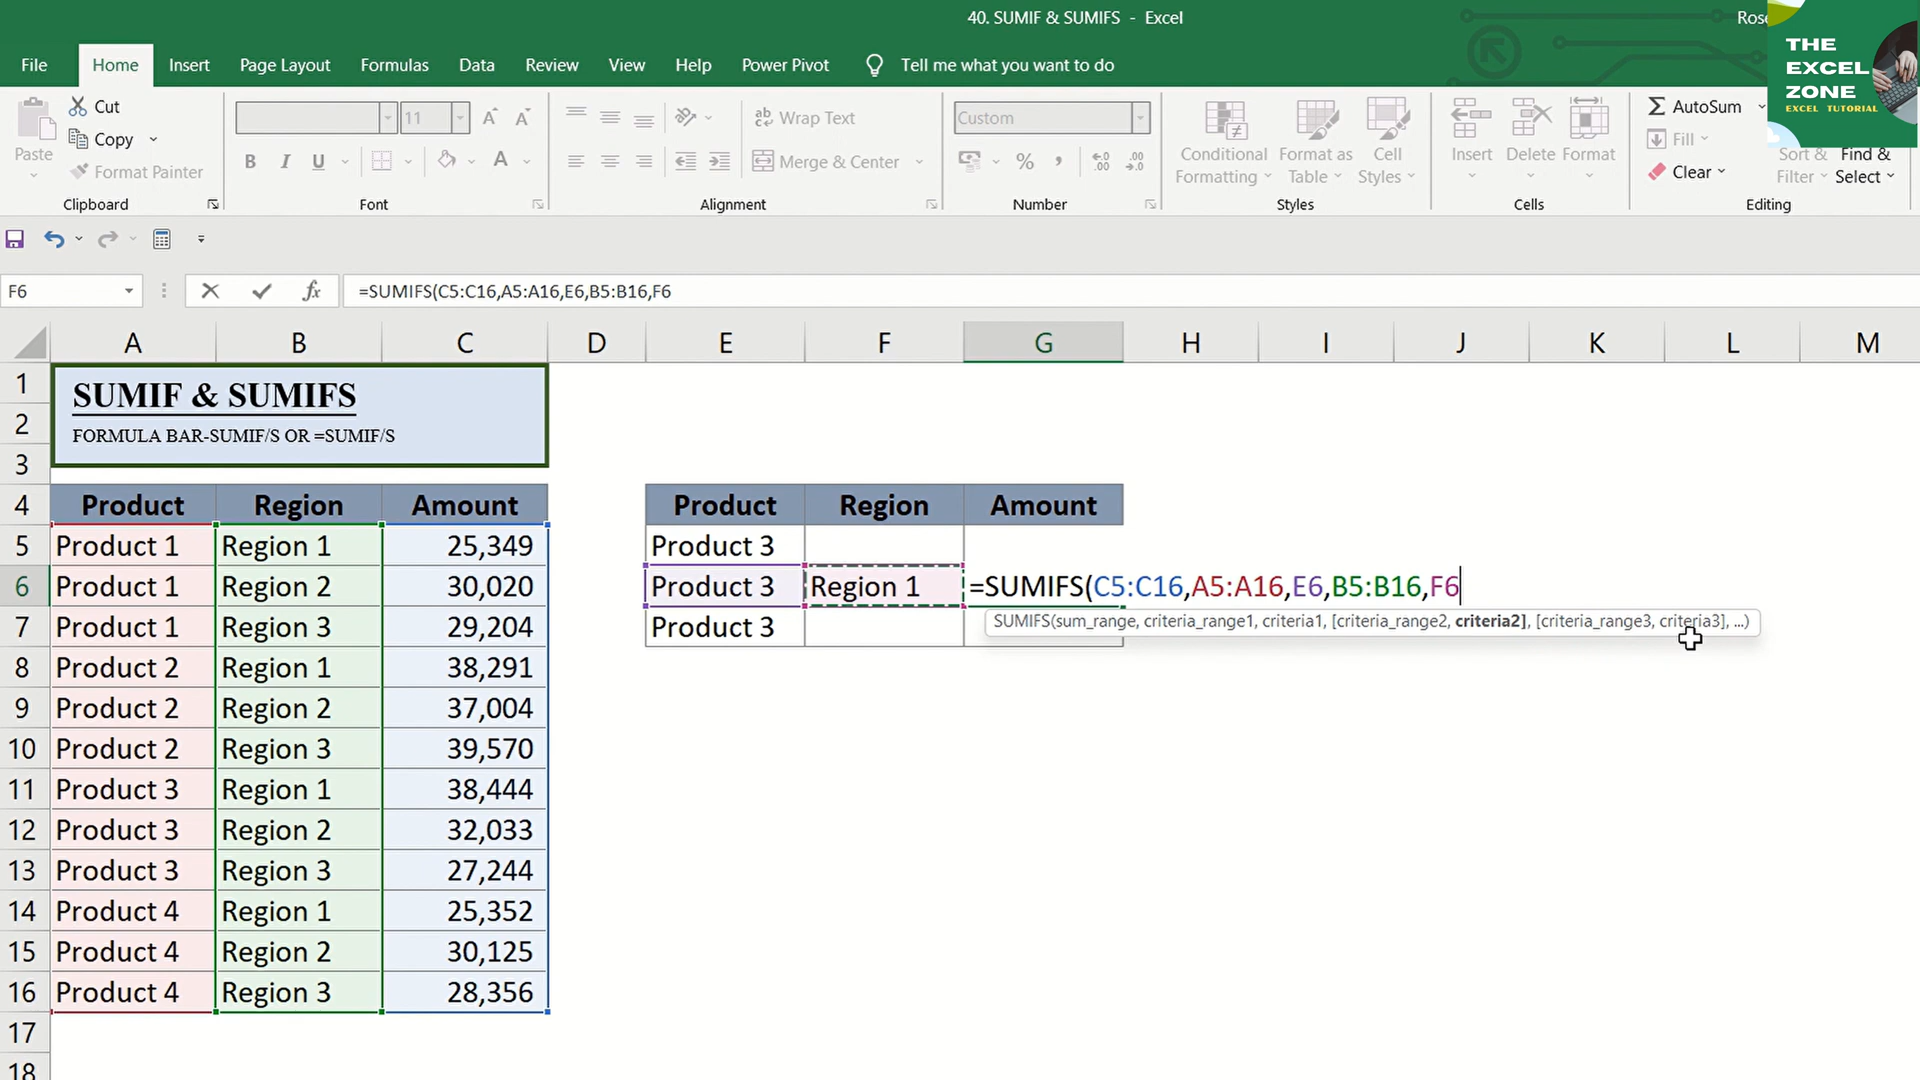 40. SUMIF & SUMIFS - Excel
THE
EXCEL
ZONE
EXCEL TUTORIAL
File Home Insert Page Layout Formulas Data Review View Help Power Pivot Tell me what you want to do
Paste
Cut
Copy
Format Painter
Clipboard
11
B I U
Font
Wrap Text
Merge & Center
Alignment
Custom
Number
Conditional
Formatting
Format as
Table
Cell
Styles
Styles
Insert Delete Format
Cells
AutoSum
Fill
Clear
Sort &
Filter
Find &
Select
Editing
F6 fx =SUMIFS(C5:C16,A5:A16,E6,B5:B16,F6
A B C D E F G H I J K L M
1
2
3
SUMIF & SUMIFS
FORMULA BAR-SUMIF/S OR =SUMIF/S
4 Product Region Amount Product Region Amount
5 Product 1 Region 1 25,349 Product 3
6 Product 1 Region 2 30,020 Product 3 Region 1 =SUMIFS(C5:C16,A5:A16,E6,B5:B16,F6
SUMIFS(sum_range, criteria_range1, criteria1, [criteria_range2, criteria2], [criteria_range3, criteria3], ...)
7 Product 1 Region 3 29,204 Product 3
8 Product 2 Region 1 38,291
9 Product 2 Region 2 37,004
10 Product 2 Region 3 39,570
11 Product 3 Region 1 38,444
12 Product 3 Region 2 32,033
13 Product 3 Region 3 27,244
14 Product 4 Region 1 25,352
15 Product 4 Region 2 30,125
16 Product 4 Region 3 28,356
17
18